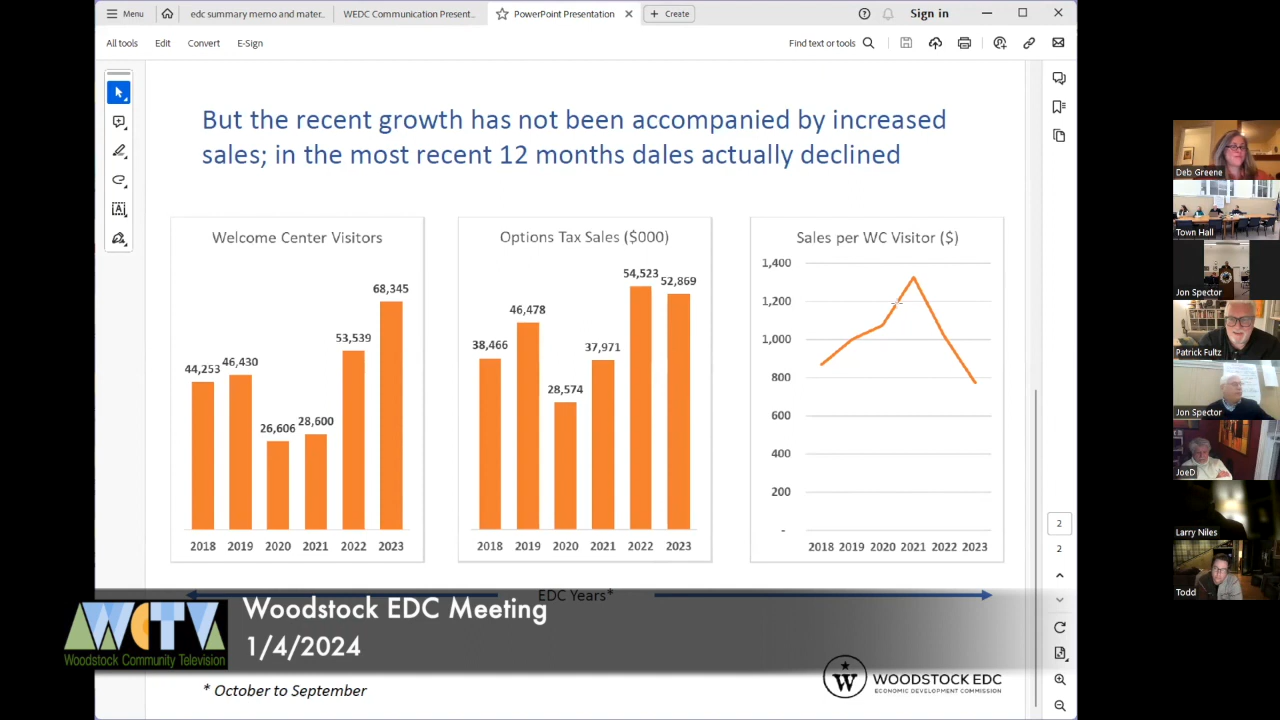 Menu
edc summary memo and mater...
WEDC Communication Present...
PowerPoint Presentation
Create
Sign in
All tools
Edit
Convert
E-Sign
Find text or tools
But the recent growth has not been accompanied by increased
sales; in the most recent 12 months dales actually declined
Welcome Center Visitors
44,253
46,430
26,606
28,600
53,539
68,345
2018 2019 2020 2021 2022 2023
Options Tax Sales ($000)
38,466
46,478
28,574
37,971
54,523
52,869
2018 2019 2020 2021 2022 2023
Sales per WC Visitor ($)
1,400
1,200
1,000
800
600
400
200
-
2018 2019 2020 2021 2022 2023
EDC Years*
* October to September
W
WOODSTOCK EDC
ECONOMIC DEVELOPMENT COMMISSION
2
2
WCTV
Woodstock Community Television
Woodstock EDC Meeting
1/4/2024
Deb Greene
Town Hall
Jon Spector
Patrick Fultz
Jon Spector
JoeD
Larry Niles
Todd